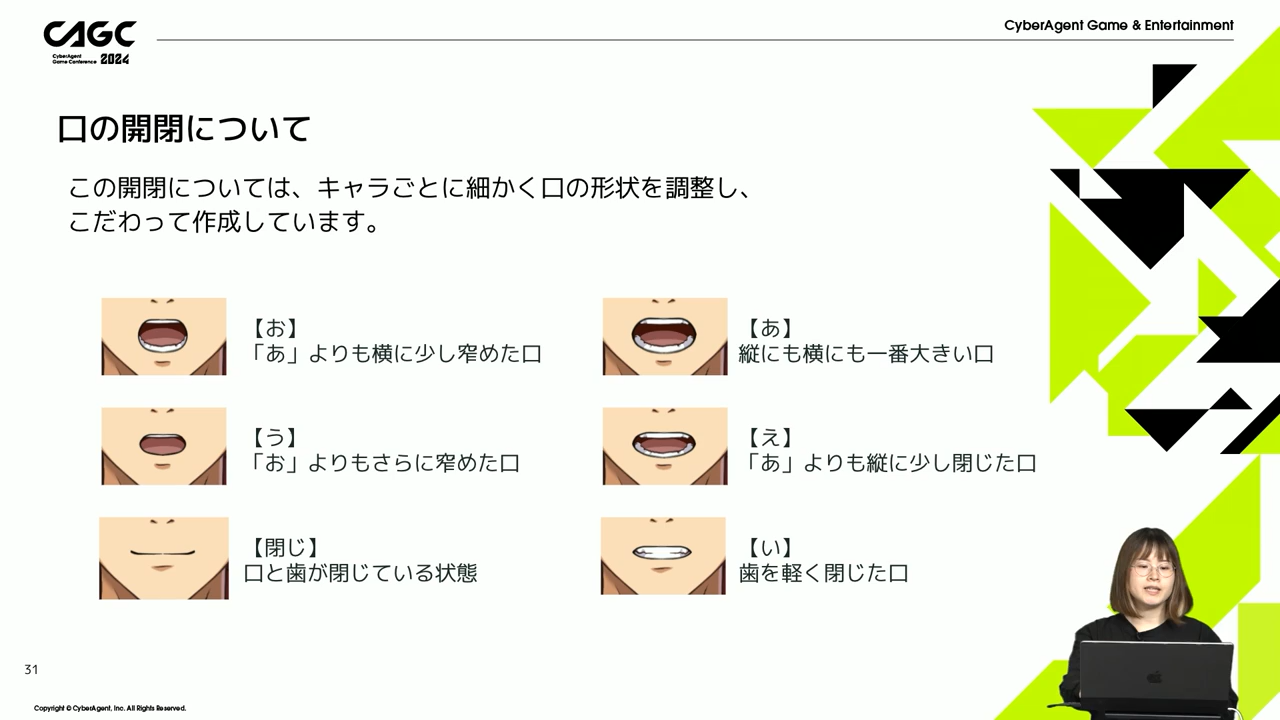 CAGC
CyberAgent
Game Conference 2024
CyberAgent Game & Entertainment
口の開閉について
この開閉については、キャラごとに細かく口の形状を調整し、
こだわって作成しています。
【お】
「あ」よりも横に少し窄めた口
【あ】
縦にも横にも一番大きい口
【う】
「お」よりもさらに窄めた口
【え】
「あ」よりも縦に少し閉じた口
【閉じ】
口と歯が閉じている状態
【い】
歯を軽く閉じた口
31
Copyright © CyberAgent, Inc. All Rights Reserved.